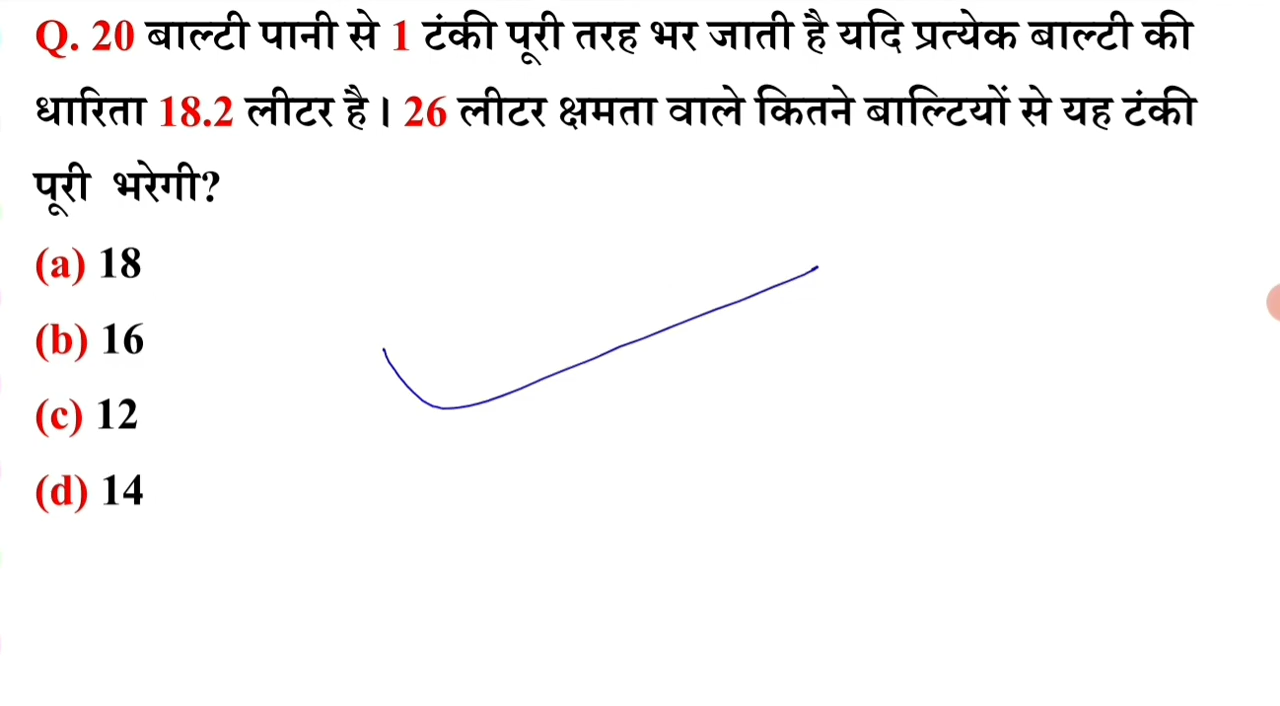 Q. 20 बाल्टी पानी से 1 टंकी पूरी तरह भर जाती है यदि प्रत्येक बाल्टी की
धारिता 18.2 लीटर है। 26 लीटर क्षमता वाले कितने बाल्टियों से यह टंकी
पूरी भरेगी?
(a) 18
(b) 16
(c) 12
(d) 14